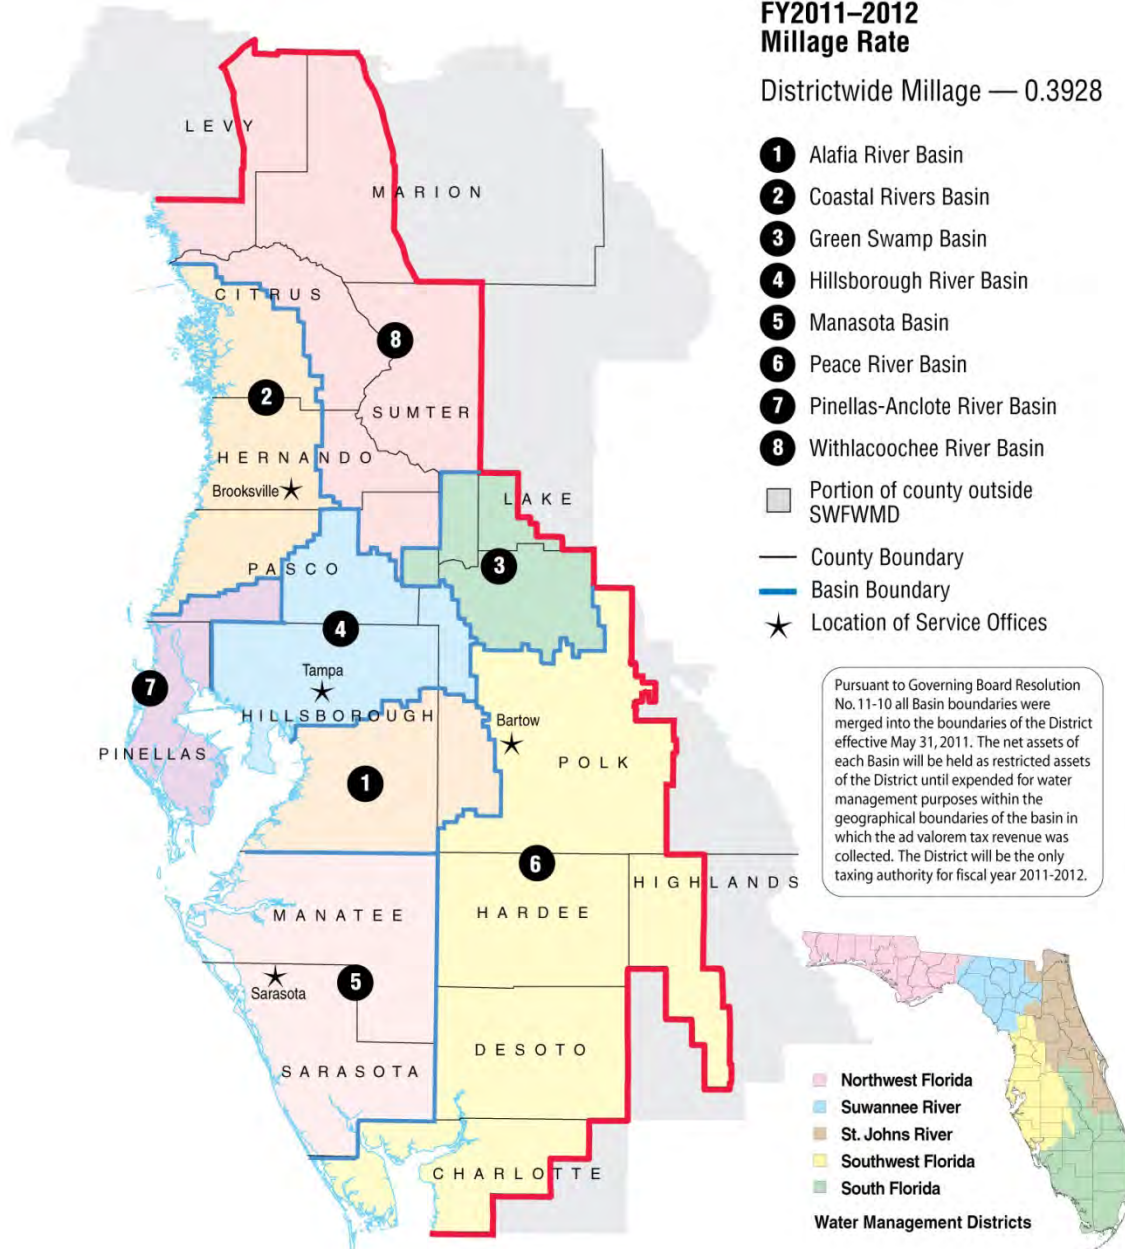 FY2011–2012
Millage Rate
Districtwide Millage — 0.3928
1 Alafia River Basin
2 Coastal Rivers Basin
3 Green Swamp Basin
4 Hillsborough River Basin
5 Manasota Basin
6 Peace River Basin
7 Pinellas-Anclote River Basin
8 Withlacoochee River Basin
Portion of county outside
SWFWMD
County Boundary
Basin Boundary
Location of Service Offices
Pursuant to Governing Board Resolution
No. 11-10 all Basin boundaries were
merged into the boundaries of the District
effective May 31, 2011. The net assets of
each Basin will be held as restricted assets
of the District until expended for water
management purposes within the
geographical boundaries of the basin in
which the ad valorem tax revenue was
collected. The District will be the only
taxing authority for fiscal year 2011-2012.
LEVY
MARION
CITRUS
8
2
SUMTER
HERNANDO
Brooksville
LAKE
PASCO
3
4
7
Tampa
HILLSBOROUGH
Bartow
PINELLAS
POLK
1
6
HIGHLANDS
MANATEE
HARDEE
5
Sarasota
DESOTO
SARASOTA
CHARLOTTE
Northwest Florida
Suwannee River
St. Johns River
Southwest Florida
South Florida
Water Management Districts